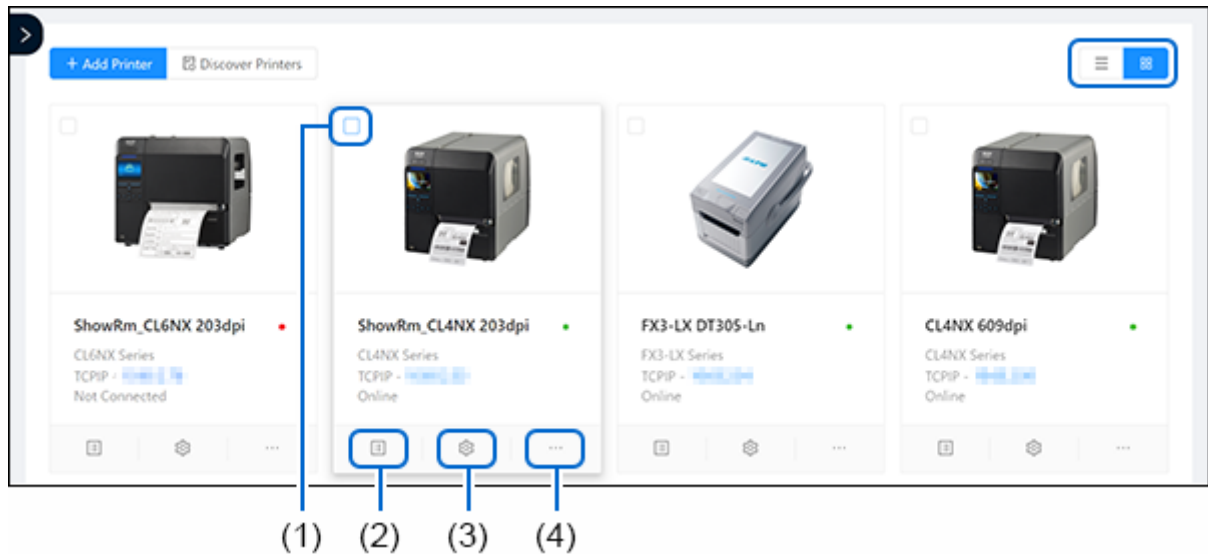 + Add Printer
Discover Printers
ShowRm_CL6NX 203dpi
CL6NX Series
TCPIP -
Not Connected
ShowRm_CL4NX 203dpi
CL4NX Series
TCPIP -
Online
FX3-LX DT305-Ln
FX3-LX Series
TCPIP -
Online
CL4NX 609dpi
CL4NX Series
TCPIP -
Online
(1)
(2)
(3)
(4)